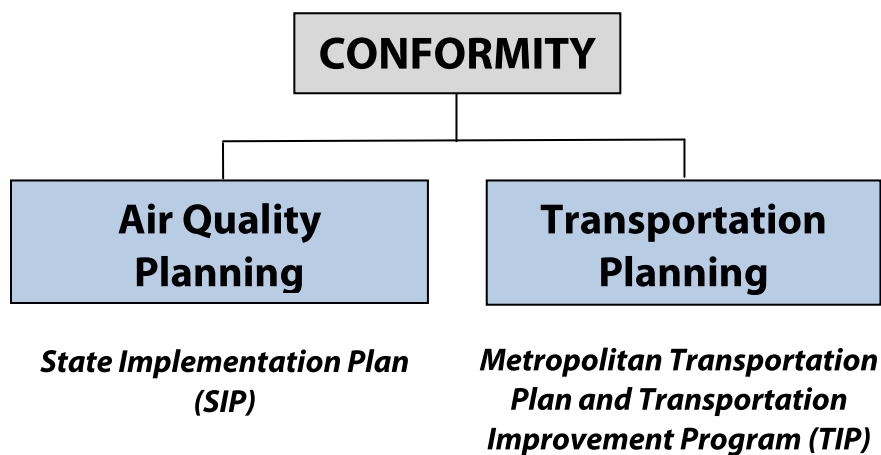 CONFORMITY
Air Quality
Planning
State Implementation Plan
(SIP)
Transportation
Planning
Metropolitan Transportation
Plan and Transportation
Improvement Program (TIP)